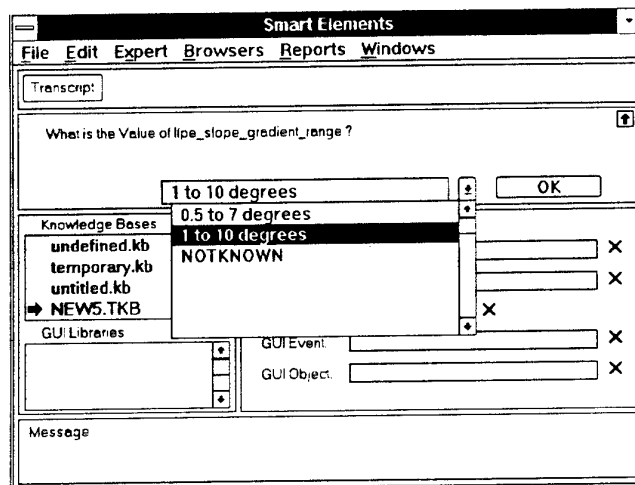 Smart Elements
File Edit Expert Browsers Reports Windows
Transcript
What is the Value of lfpe_slope_gradient_range ?
1 to 10 degrees
OK
0.5 to 7 degrees
1 to 10 degrees
NOTKNOWN
Knowledge Bases
undefined.kb
temporary.kb
untitled.kb
NEW5.TKB
GUI Libraries
GUI Event:
GUI Object:
Message